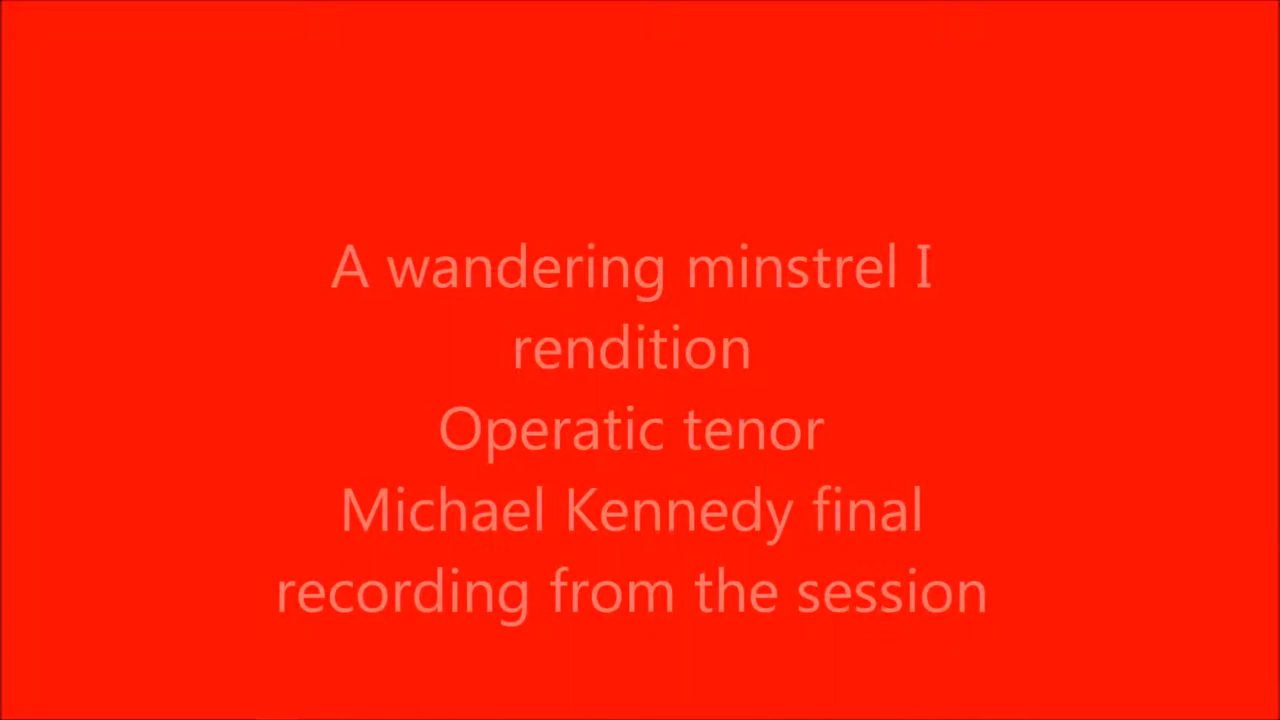 A wandering minstrel I
rendition
Operatic tenor
Michael Kennedy final
recording from the session